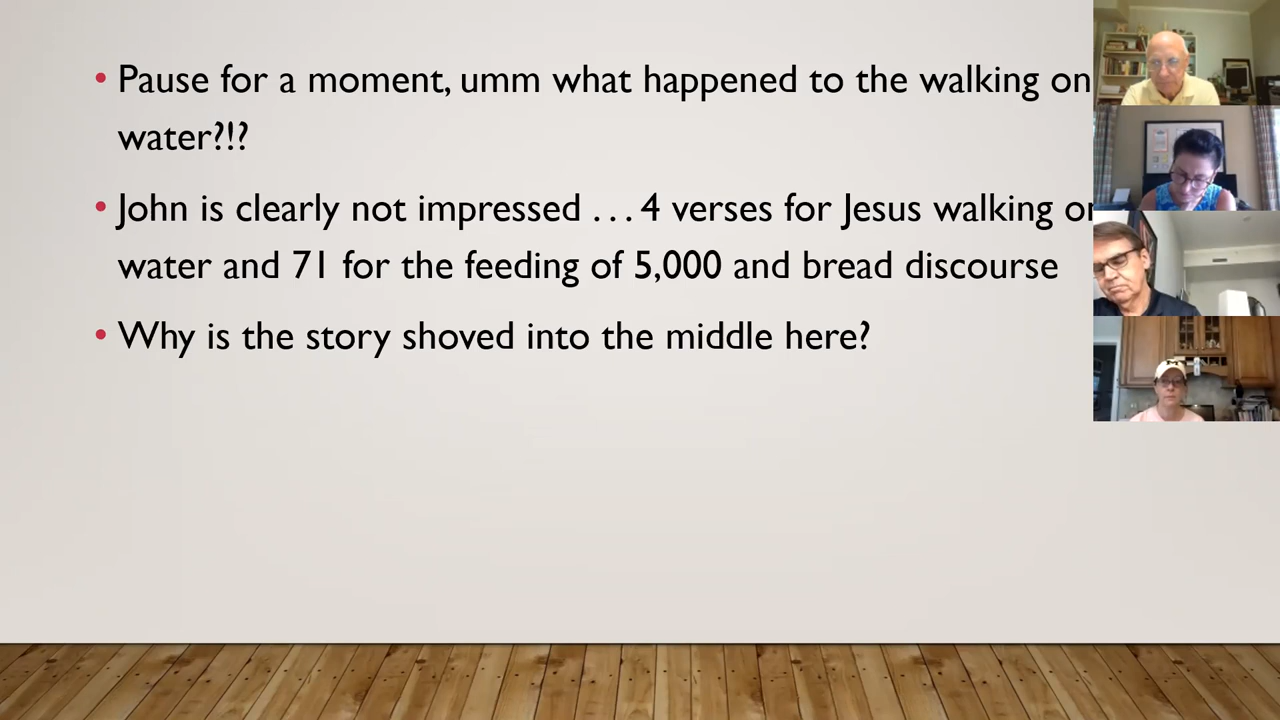 • Pause for a moment, umm what happened to the walking on
water?!?
• John is clearly not impressed . . . 4 verses for Jesus walking on
water and 71 for the feeding of 5,000 and bread discourse
• Why is the story shoved into the middle here?